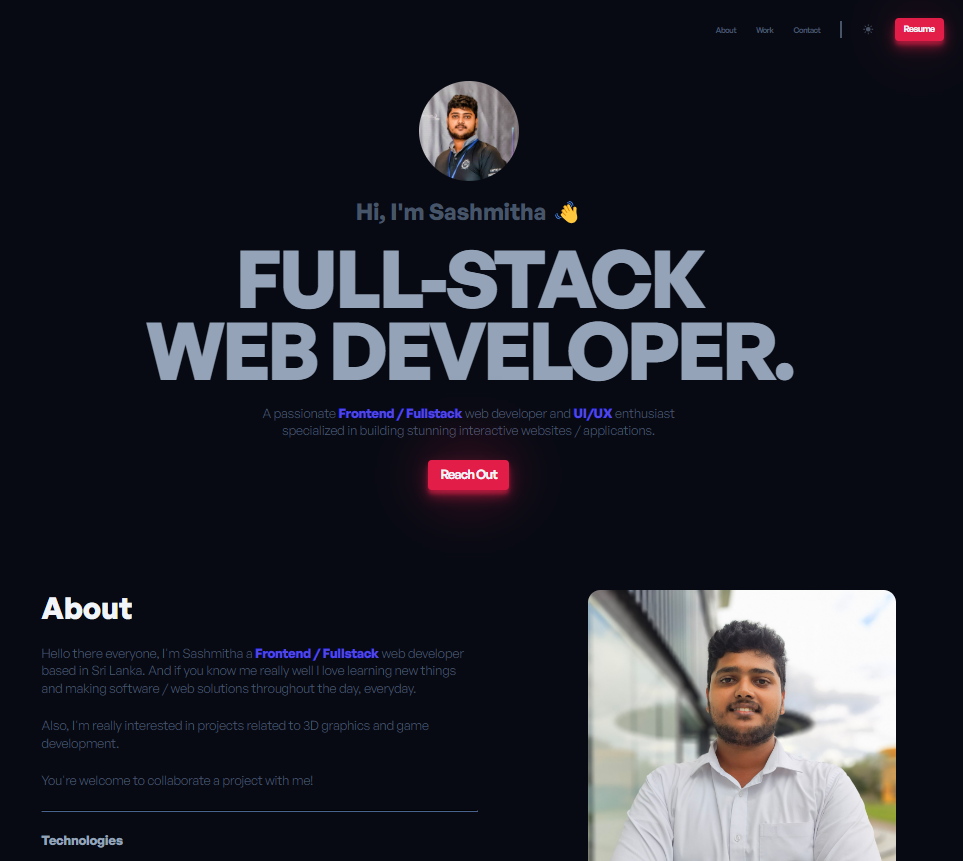 About Work Contact Resume
Hi, I'm Sashmitha 👋
FULL-STACK
WEB DEVELOPER.
A passionate Frontend / Fullstack web developer and UI/UX enthusiast
specialized in building stunning interactive websites / applications.
Reach Out
About
Hello there everyone, I'm Sashmitha a Frontend / Fullstack web developer
based in Sri Lanka. And if you know me really well I love learning new things
and making software / web solutions throughout the day, everyday.
Also, I'm really interested in projects related to 3D graphics and game
development.
You're welcome to collaborate a project with me!
Technologies